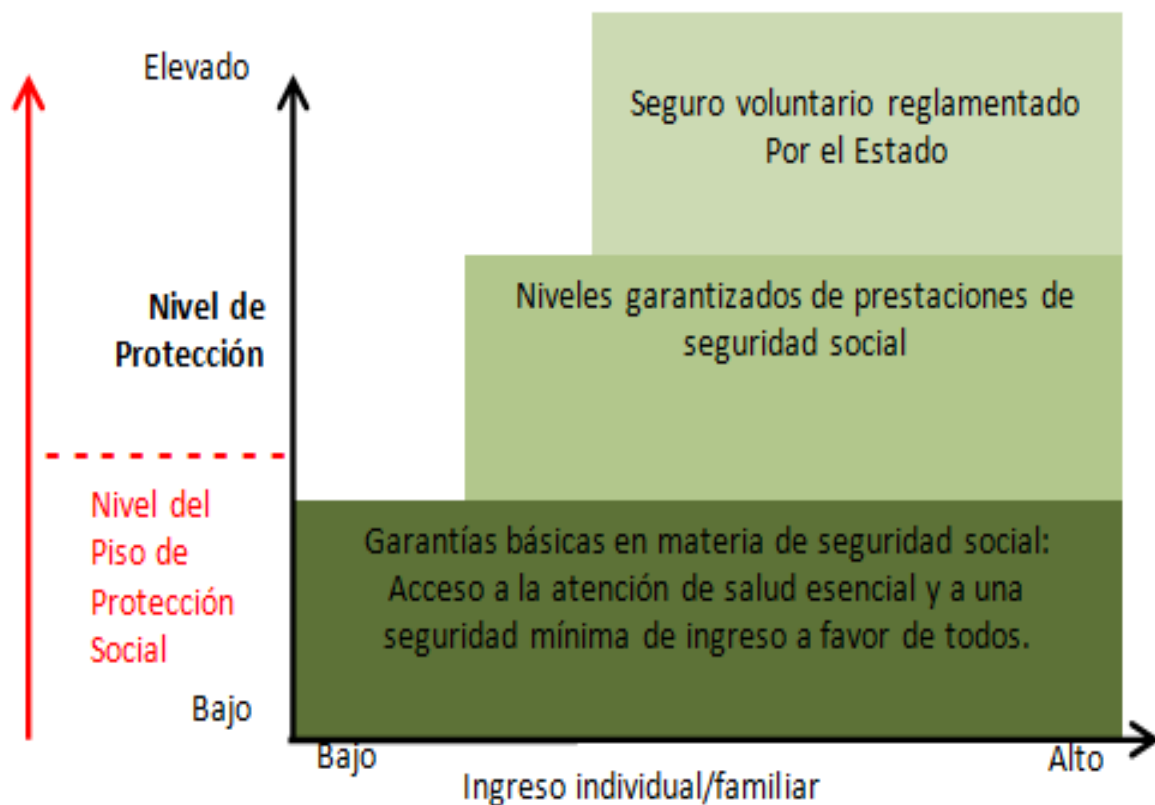 Elevado
Seguro voluntario reglamentado
Por el Estado
Nivel de
Protección
Niveles garantizados de prestaciones de
seguridad social
Nivel del
Piso de
Protección
Social
Garantías básicas en materia de seguridad social:
Acceso a la atención de salud esencial y a una
seguridad mínima de ingreso a favor de todos.
Bajo
Bajo
Alto
Ingreso individual/familiar